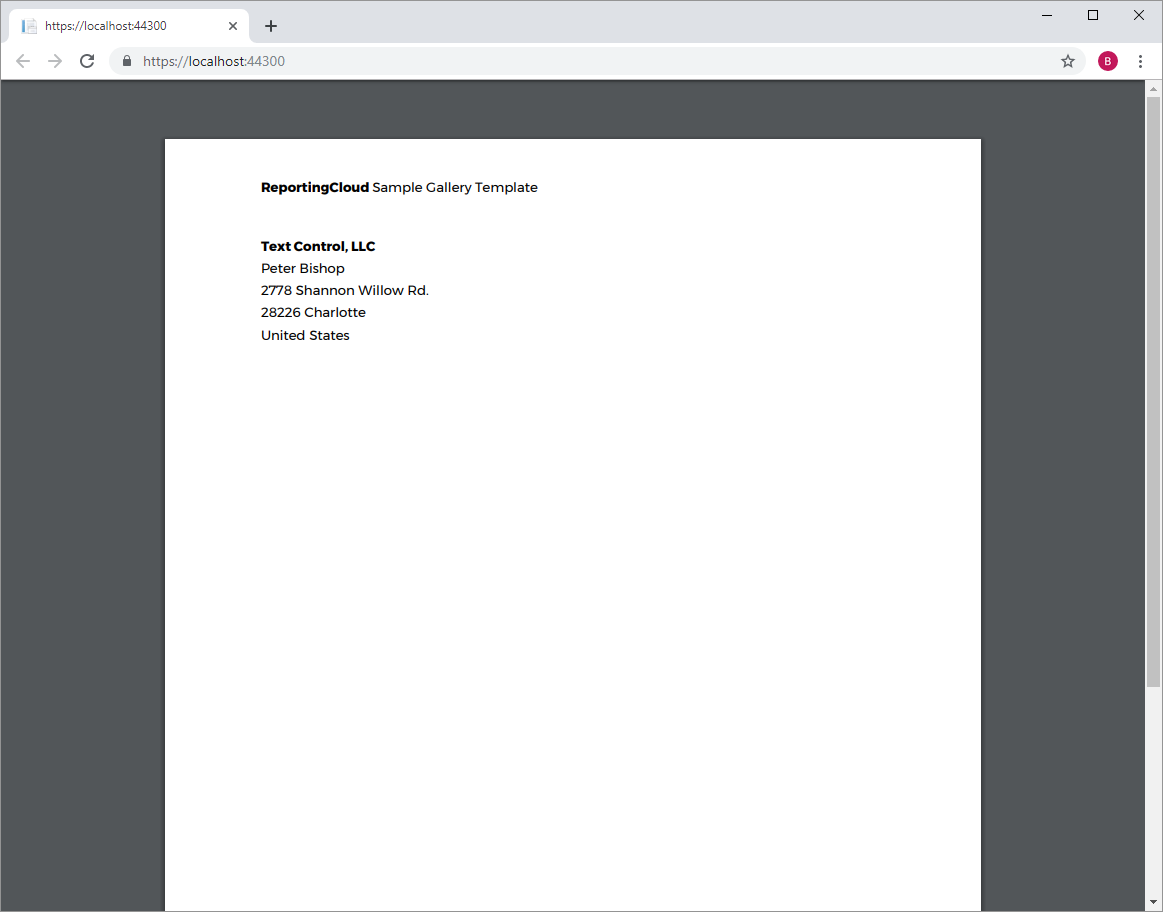 https://localhost:44300
https://localhost:44300
B
ReportingCloud Sample Gallery Template
Text Control, LLC
Peter Bishop
2778 Shannon Willow Rd.
28226 Charlotte
United States